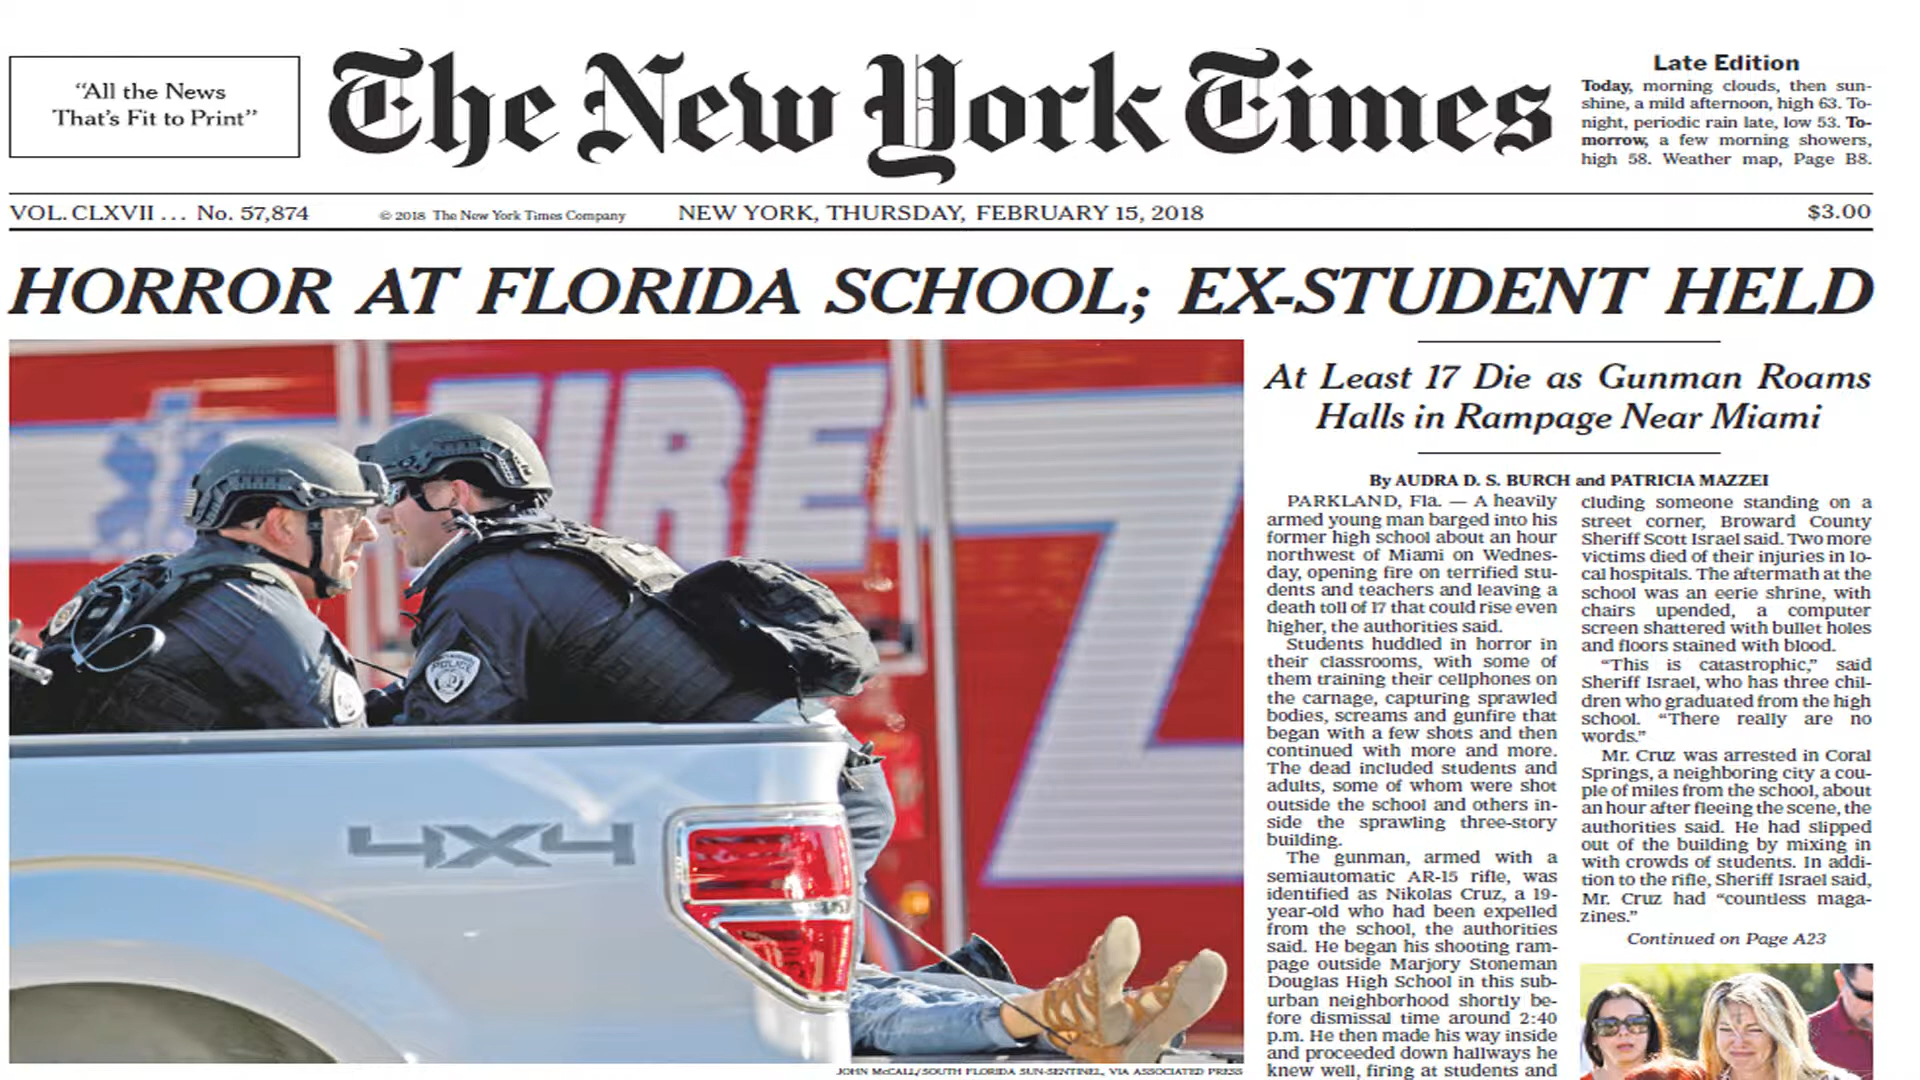 “All the News
That’s Fit to Print”
The New York Times
Late Edition
Today, morning clouds, then sun-
shine, a mild afternoon, high 63. To-
night, periodic rain late, low 53. To-
morrow, a few morning showers,
high 58. Weather map, Page B8.
VOL. CLXVII . . . No. 57,874
© 2018 The New York Times Company
NEW YORK, THURSDAY, FEBRUARY 15, 2018
$3.00
HORROR AT FLORIDA SCHOOL; EX-STUDENT HELD
FIRE
7
POLICE
4X4
JOHN McCALL/SOUTH FLORIDA SUN-SENTINEL, VIA ASSOCIATED PRESS
At Least 17 Die as Gunman Roams
Halls in Rampage Near Miami
By AUDRA D. S. BURCH and PATRICIA MAZZEI
PARKLAND, Fla. — A heavily
armed young man barged into his
former high school about an hour
northwest of Miami on Wednes-
day, opening fire on terrified stu-
dents and teachers and leaving a
death toll of 17 that could rise even
higher, the authorities said.
Students huddled in horror in
their classrooms, with some of
them training their cellphones on
the carnage, capturing sprawled
bodies, screams and gunfire that
began with a few shots and then
continued with more and more.
The dead included students and
adults, some of whom were shot
outside the school and others in-
side the sprawling three-story
building.
The gunman, armed with a
semiautomatic AR-15 rifle, was
identified as Nikolas Cruz, a 19-
year-old who had been expelled
from the school, the authorities
said. He began his shooting ram-
page outside Marjory Stoneman
Douglas High School in this sub-
urban neighborhood shortly be-
fore dismissal time around 2:40
p.m. He then made his way inside
and proceeded down hallways he
knew well, firing at students and
cluding someone standing on a
street corner, Broward County
Sheriff Scott Israel said. Two more
victims died of their injuries in lo-
cal hospitals. The aftermath at the
school was an eerie shrine, with
chairs upended, a computer
screen shattered with bullet holes
and floors stained with blood.
“This is catastrophic,” said
Sheriff Israel, who has three chil-
dren who graduated from the high
school. “There really are no
words.”
Mr. Cruz was arrested in Coral
Springs, a neighboring city a cou-
ple of miles from the school, about
an hour after fleeing the scene, the
authorities said. He had slipped
out of the building by mixing in
with crowds of students. In addi-
tion to the rifle, Sheriff Israel said,
Mr. Cruz had “countless maga-
zines.”
Continued on Page A23